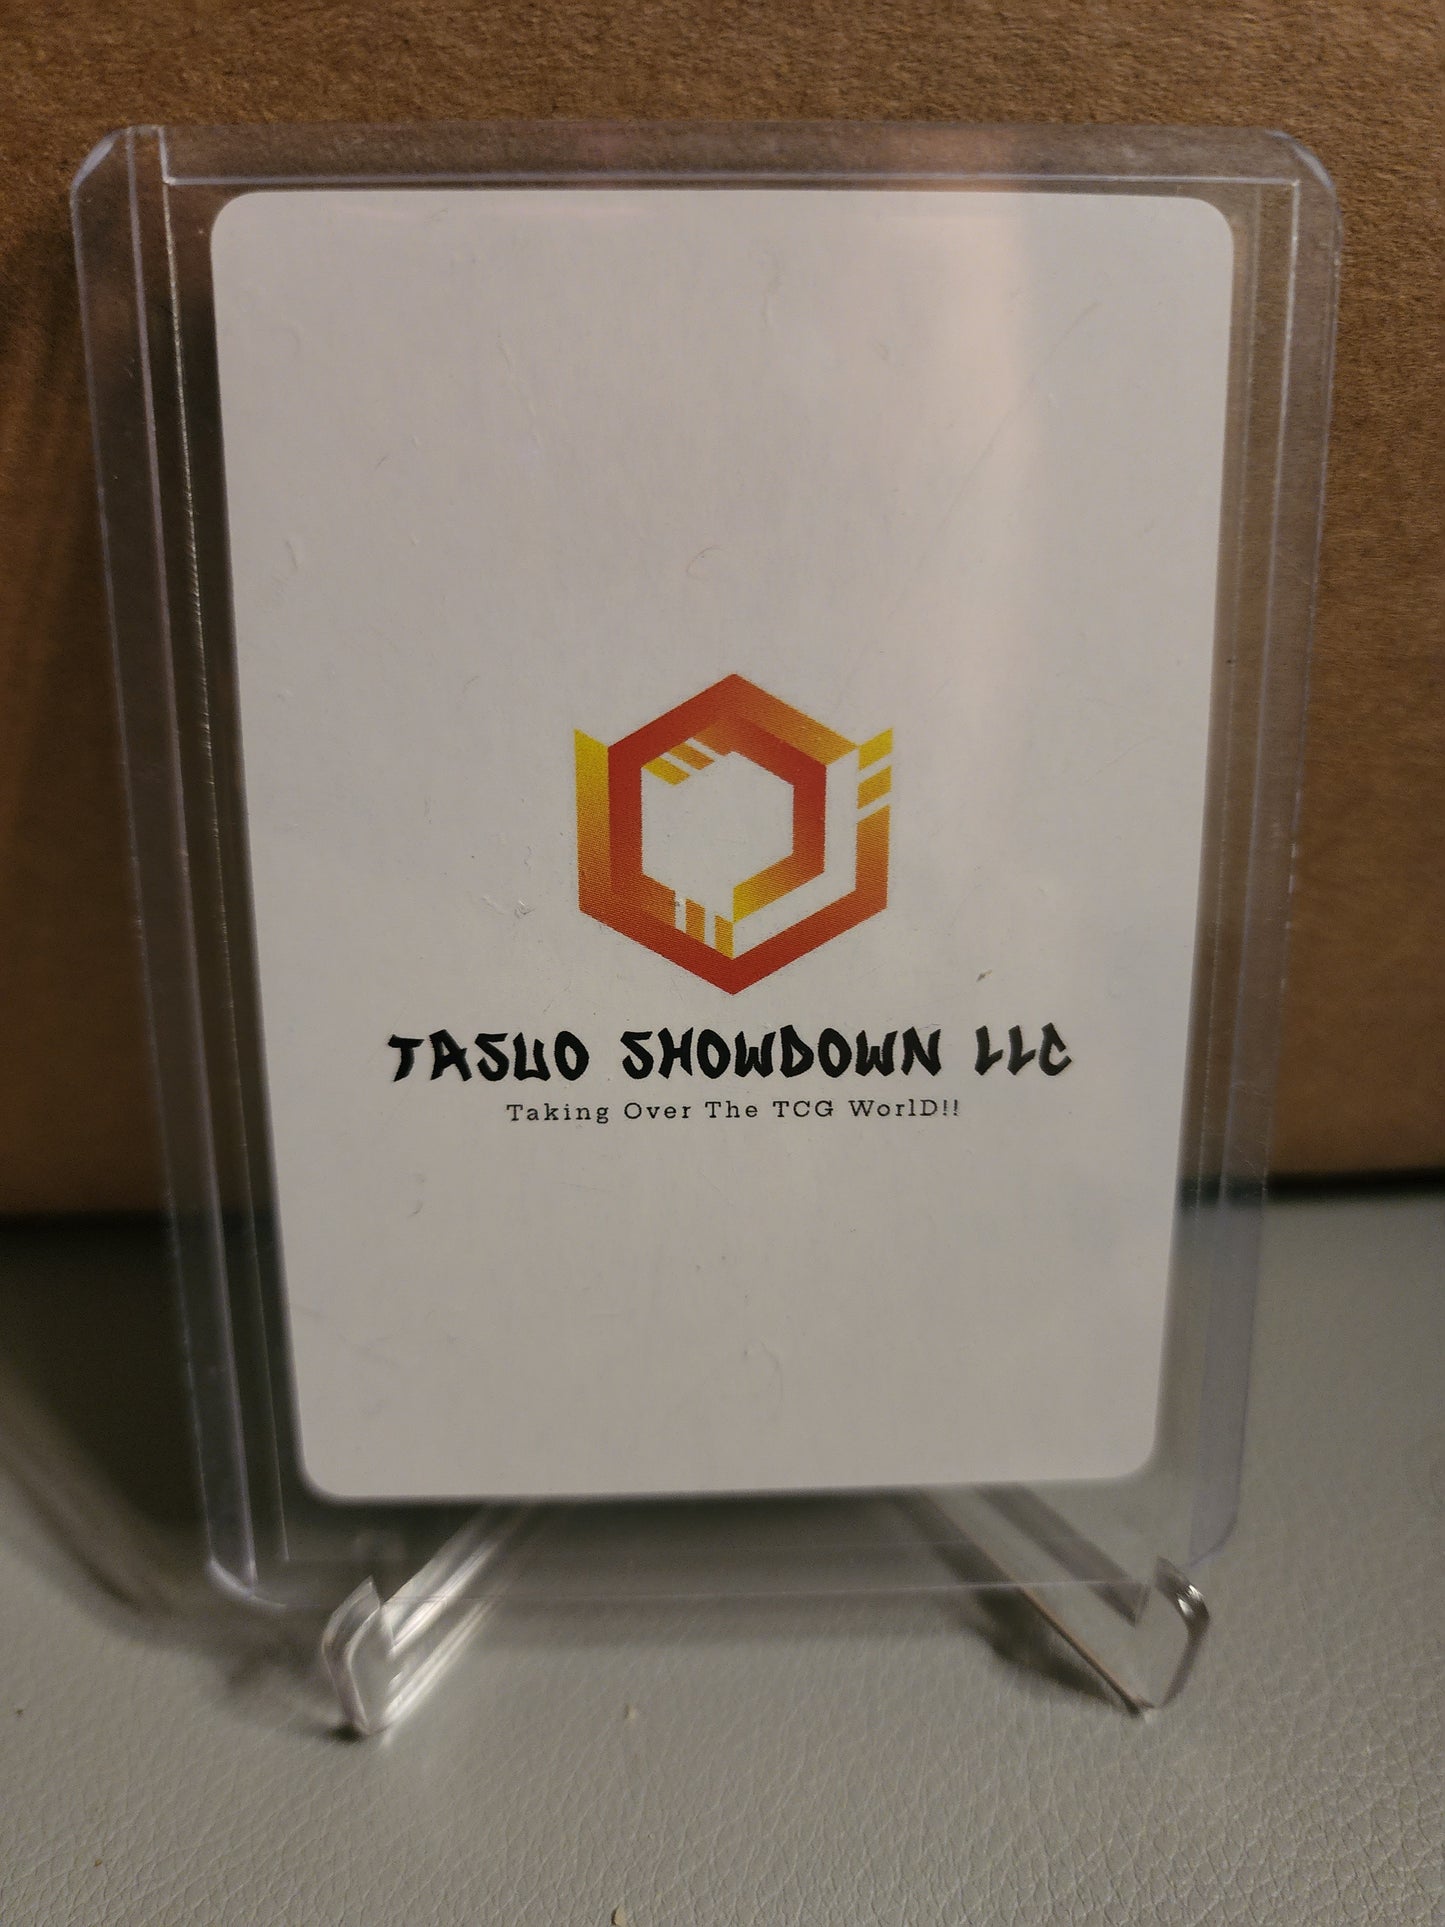 TASUO SHOWDOWN LLC
Taking Over The TCG WorlD!!